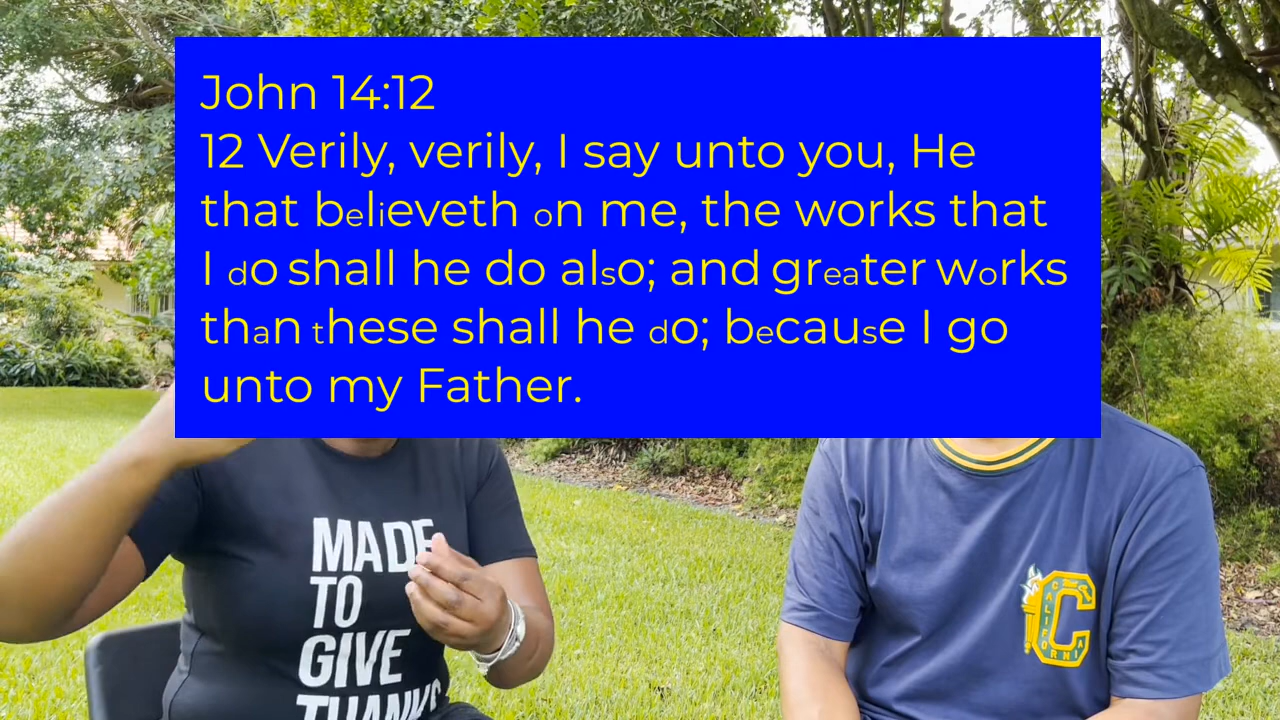 John 14:12
12 Verily, verily, I say unto you, He
that believeth on me, the works that
I do shall he do also; and greater works
than these shall he do; because I go
unto my Father.
MADE
TO
GIVE
THANKS
C
CALIFORNIA